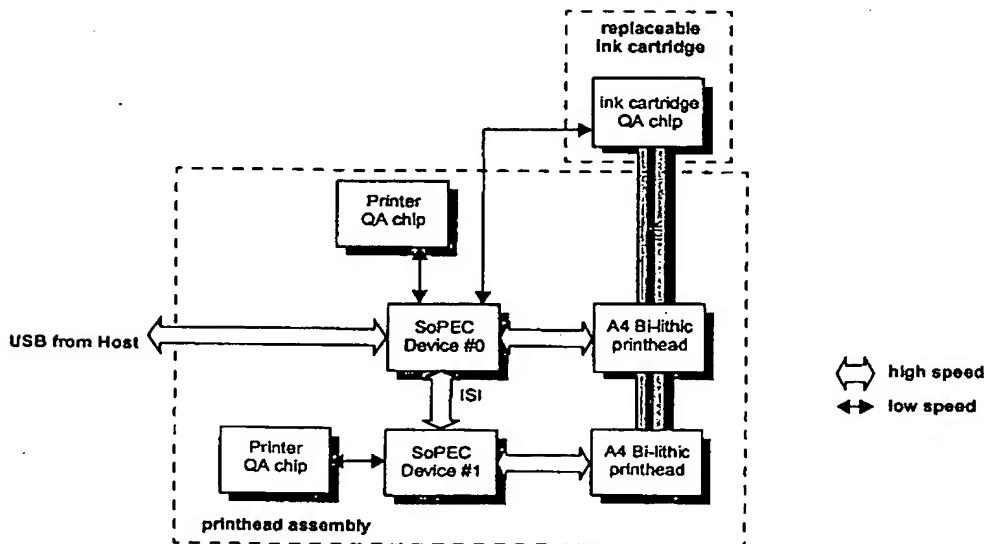 replaceable
ink cartridge
ink cartridge
QA chip
Printer
QA chip
USB from Host
SoPEC
Device #0
A4 Bi-lithic
printhead
high speed
low speed
ISI
Printer
QA chip
SoPEC
Device #1
A4 Bi-lithic
printhead
printhead assembly